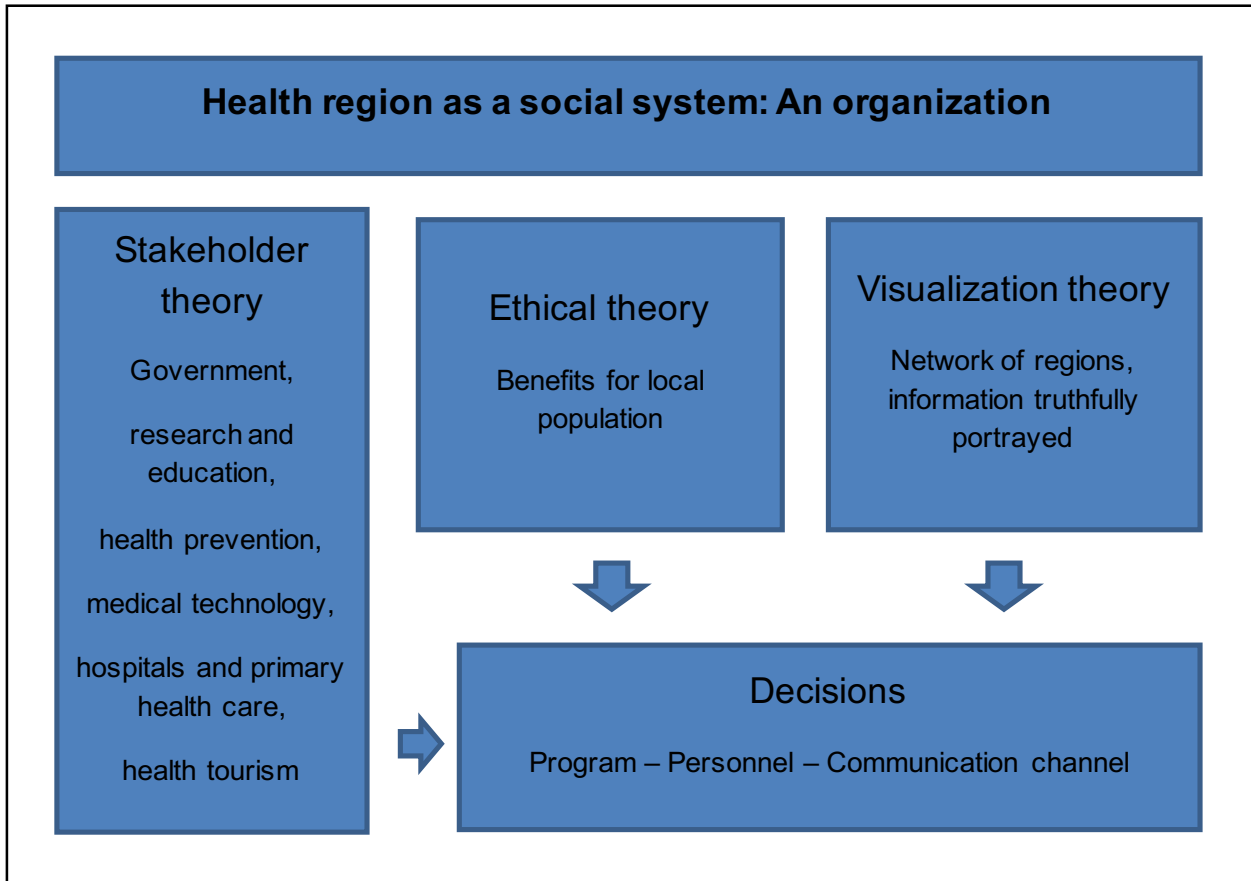 Health region as a social system: An organization
Stakeholder
theory
Government,
research and
education,
health prevention,
medical technology,
hospitals and primary
health care,
health tourism
Ethical theory
Benefits for local
population
Visualization theory
Network of regions,
information truthfully
portrayed
Decisions
Program – Personnel – Communication channel